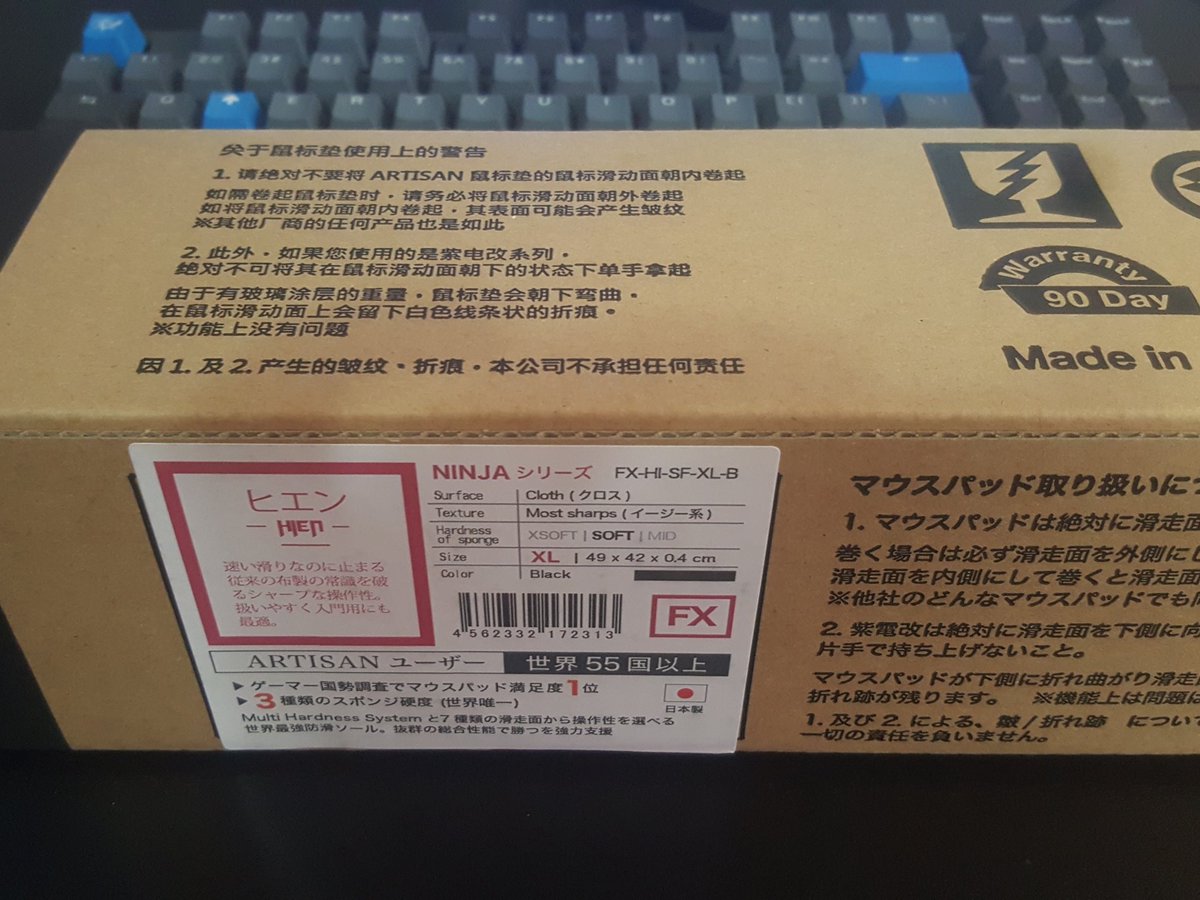 Q
E
R
T
Y
U
I
O
P
关于鼠标垫使用上的警告
1. 请绝对不要将 ARTISAN 鼠标垫的鼠标滑动面朝内卷起
如需卷起鼠标垫时，请务必将鼠标滑动面朝外卷起
如将鼠标滑动面朝内卷起，其表面可能会产生皱纹
※其他厂商的任何产品也是如此
2. 此外，如果您使用的是紫电改系列，
绝对不可将其在鼠标滑动面朝下的状态下单手拿起
由于有玻璃涂层的重量，鼠标垫会朝下弯曲，
在鼠标滑动面上会留下白色线条状的折痕。
※功能上没有问题
因 1. 及 2. 产生的皱纹、折痕，本公司不承担任何责任
Warranty
90 Day
Made in
ヒエン
HIEN
速い滑りなのに止まる
従来の布製の常識を破
るシャープな操作性。
扱いやすく入門用にも
最適。
NINJA シリーズ FX-HI-SF-XL-B
Surface Cloth ( クロス )
Texture Most sharps ( イージー系 )
Hardness of sponge XSOFT | SOFT | MID
Size XL | 49 x 42 x 0.4 cm
Color Black
4 562332 172313
FX
ARTISAN ユーザー 世界 55 国以上
▶ ゲーマー国勢調査でマウスパッド満足度 1 位
▶ 3 種類のスポンジ硬度 (世界唯一)
Multi Hardness System と7 種類の滑走面から操作性を選べる
世界最強防滑ソール。抜群の総合性能で勝つを強力支援
日本製
マウスパッド取り扱いにつ
1. マウスパッドは絶対に滑走面
巻く場合は必ず滑走面を外側にし
滑走面を内側にして巻くと滑走面
※他社のどんなマウスパッドでも同
2. 紫電改は絶対に滑走面を下側に向
片手で持ち上げないこと。
マウスパッドが下側に折れ曲がり滑走
折れ跡が残ります。 ※機能上は問題
1. 及び 2. による、皺 / 折れ跡 につい
一切の責任を負いません。